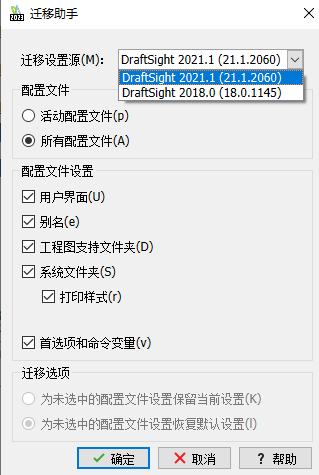 迁移助手
迁移设置源(M): DraftSight 2021.1 (21.1.2060)
DraftSight 2021.1 (21.1.2060)
DraftSight 2018.0 (18.0.1145)
配置文件
活动配置文件(p)
所有配置文件(A)
配置文件设置
用户界面(U)
别名(e)
工程图支持文件夹(D)
系统文件夹(S)
打印样式(r)
首选项和命令变量(v)
迁移选项
为未选中的配置文件设置保留当前设置(K)
为未选中的配置文件设置恢复默认设置(l)
确定 取消 ? 帮助